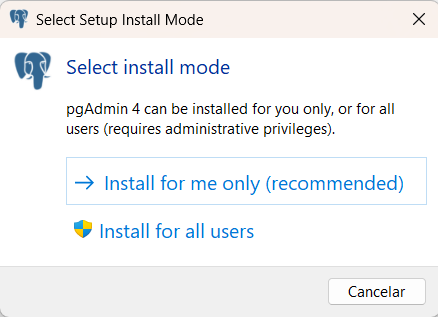 Select Setup Install Mode
Select install mode
pgAdmin 4 can be installed for you only, or for all
users (requires administrative privileges).
Install for me only (recommended)
Install for all users
Cancelar